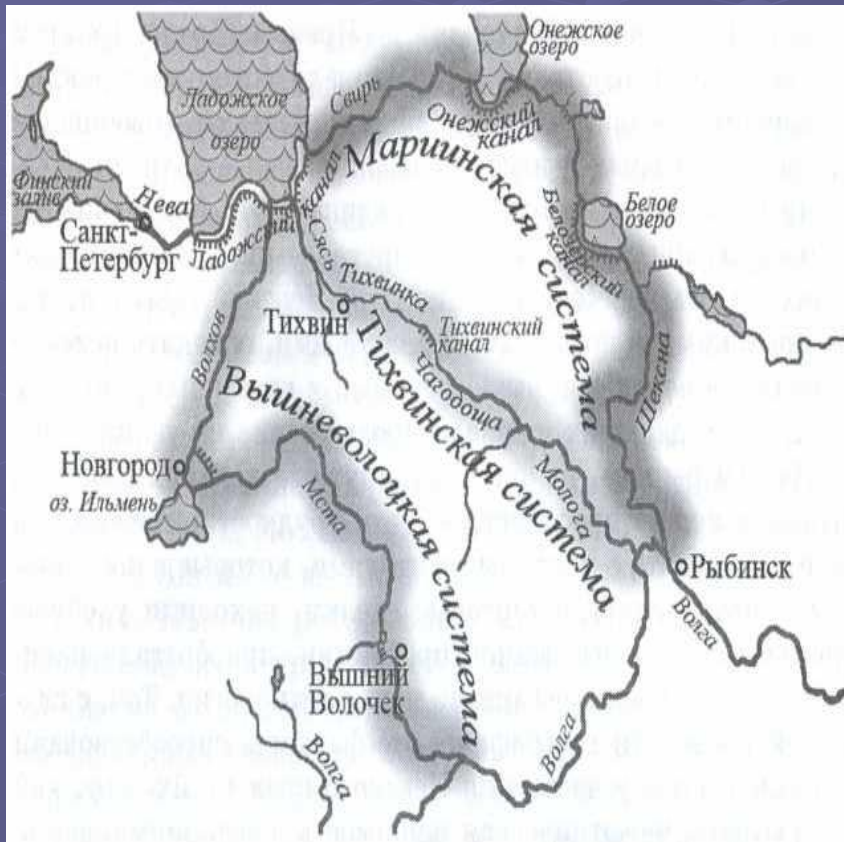 Онежское
озеро
Ладожское
озеро
Свирь
Онежский
канал
Мариинская система
Финский
залив
Нева
Санкт-
Петербург
Ладожский канал
Сясь
Белое
озеро
Белозерский
канал
Тихвинка
Тихвин
Тихвинский
канал
Волхов
Чагодоща
Шексна
Тихвинская система
Вышневолоцкая система
Новгород
оз. Ильмень
Мста
Молога
Рыбинск
Волга
Вышний
Волочек
Волга
Волга